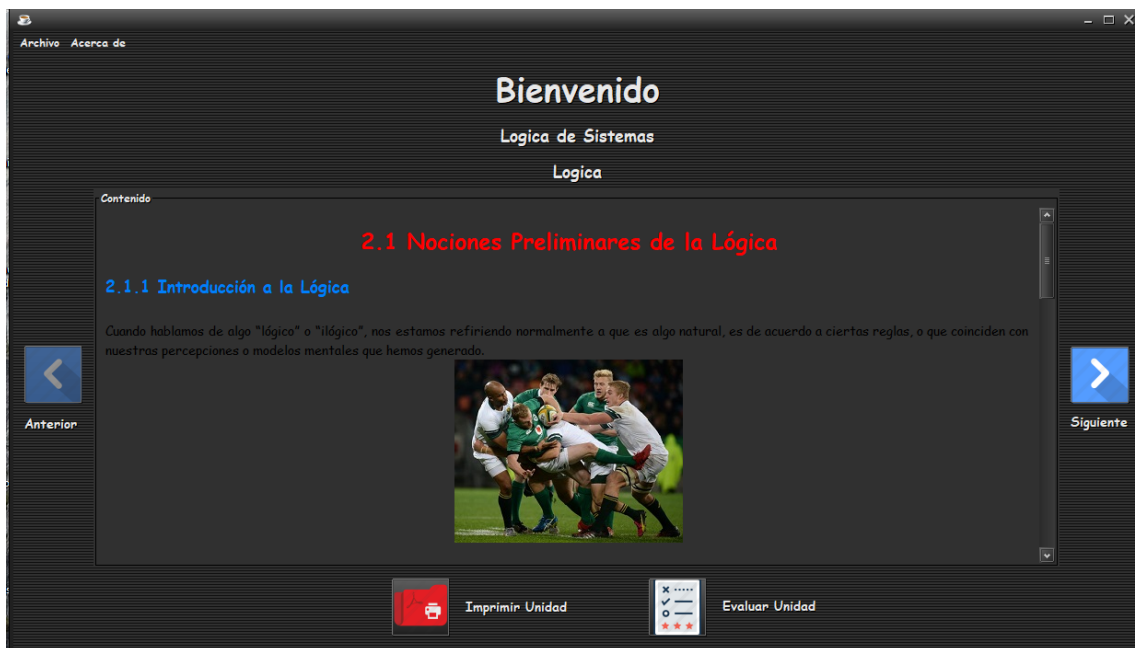 Archivo Acerca de
Bienvenido
Logica de Sistemas
Logica
Contenido
2.1 Nociones Preliminares de la Lógica
2.1.1 Introducción a la Lógica
Cuando hablamos de algo "lógico" o "ilógico", nos estamos refiriendo normalmente a que es algo natural, es de acuerdo a ciertas reglas, o que coinciden con
nuestras percepciones o modelos mentales que hemos generado.
Anterior
Siguiente
Imprimir Unidad
Evaluar Unidad